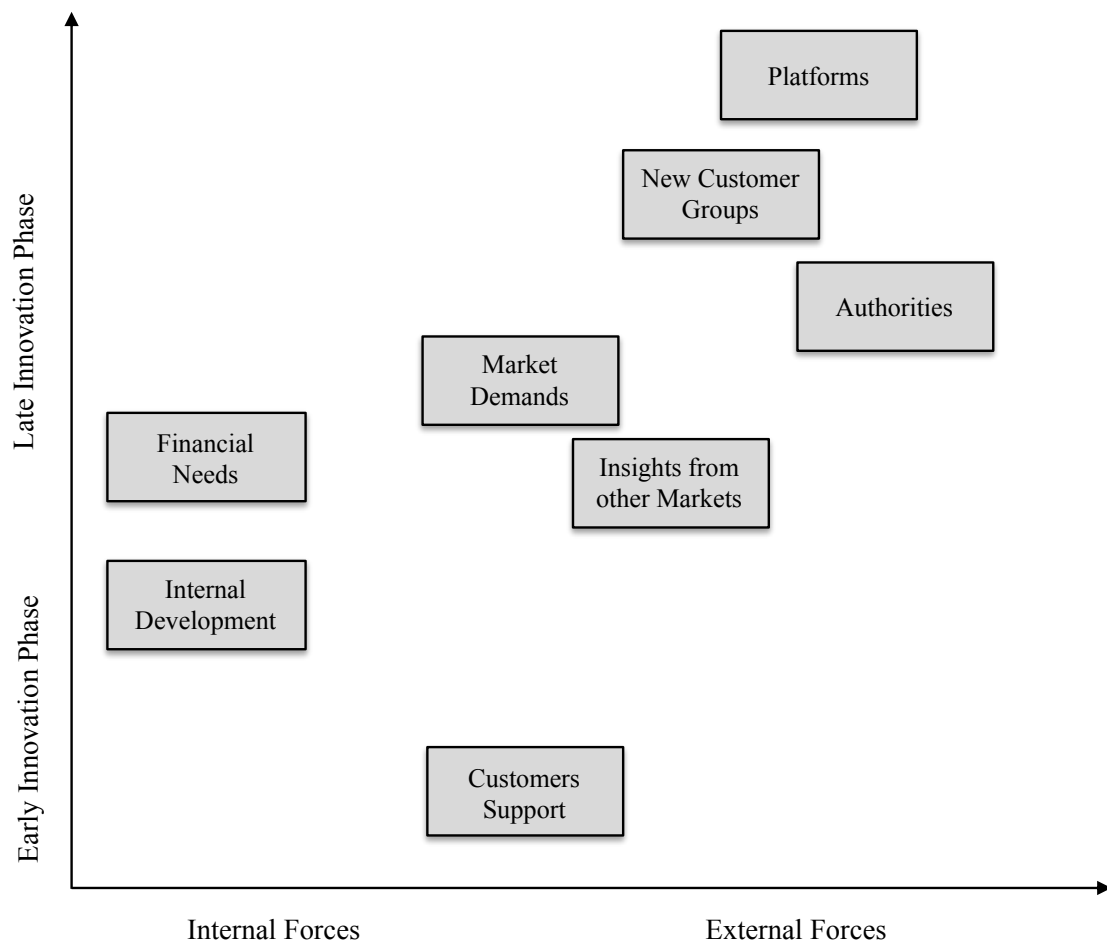 Platforms
New Customer
Groups
Authorities
Market
Demands
Financial
Needs
Insights from
other Markets
Internal
Development
Customers
Support
Late Innovation Phase
Early Innovation Phase
Internal Forces
External Forces